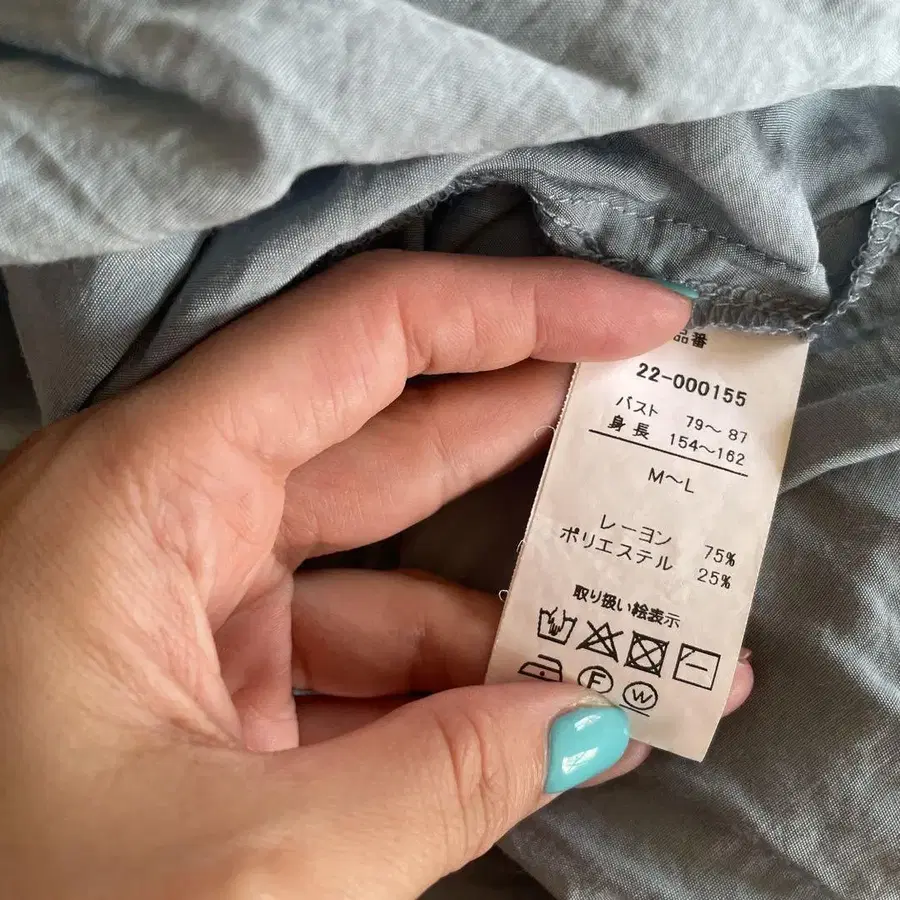 品番
22-000155
バスト 79～ 87
身長 154～162
M～L
レーヨン 75%
ポリエステル 25%
取り扱い絵表示
F
W